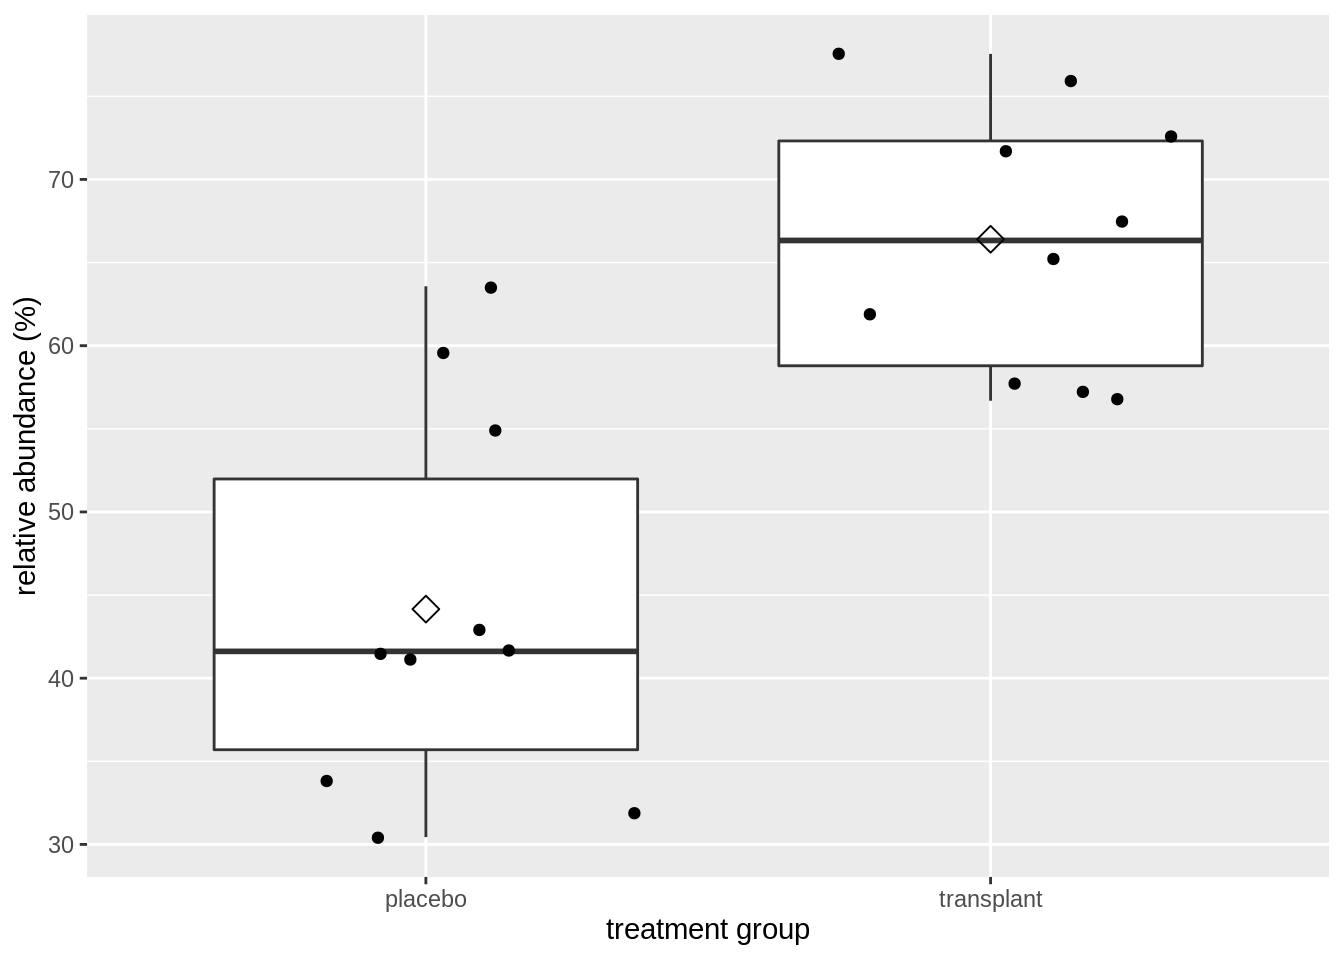 relative abundance (%)
70
60
50
40
30
placebo
transplant
treatment group